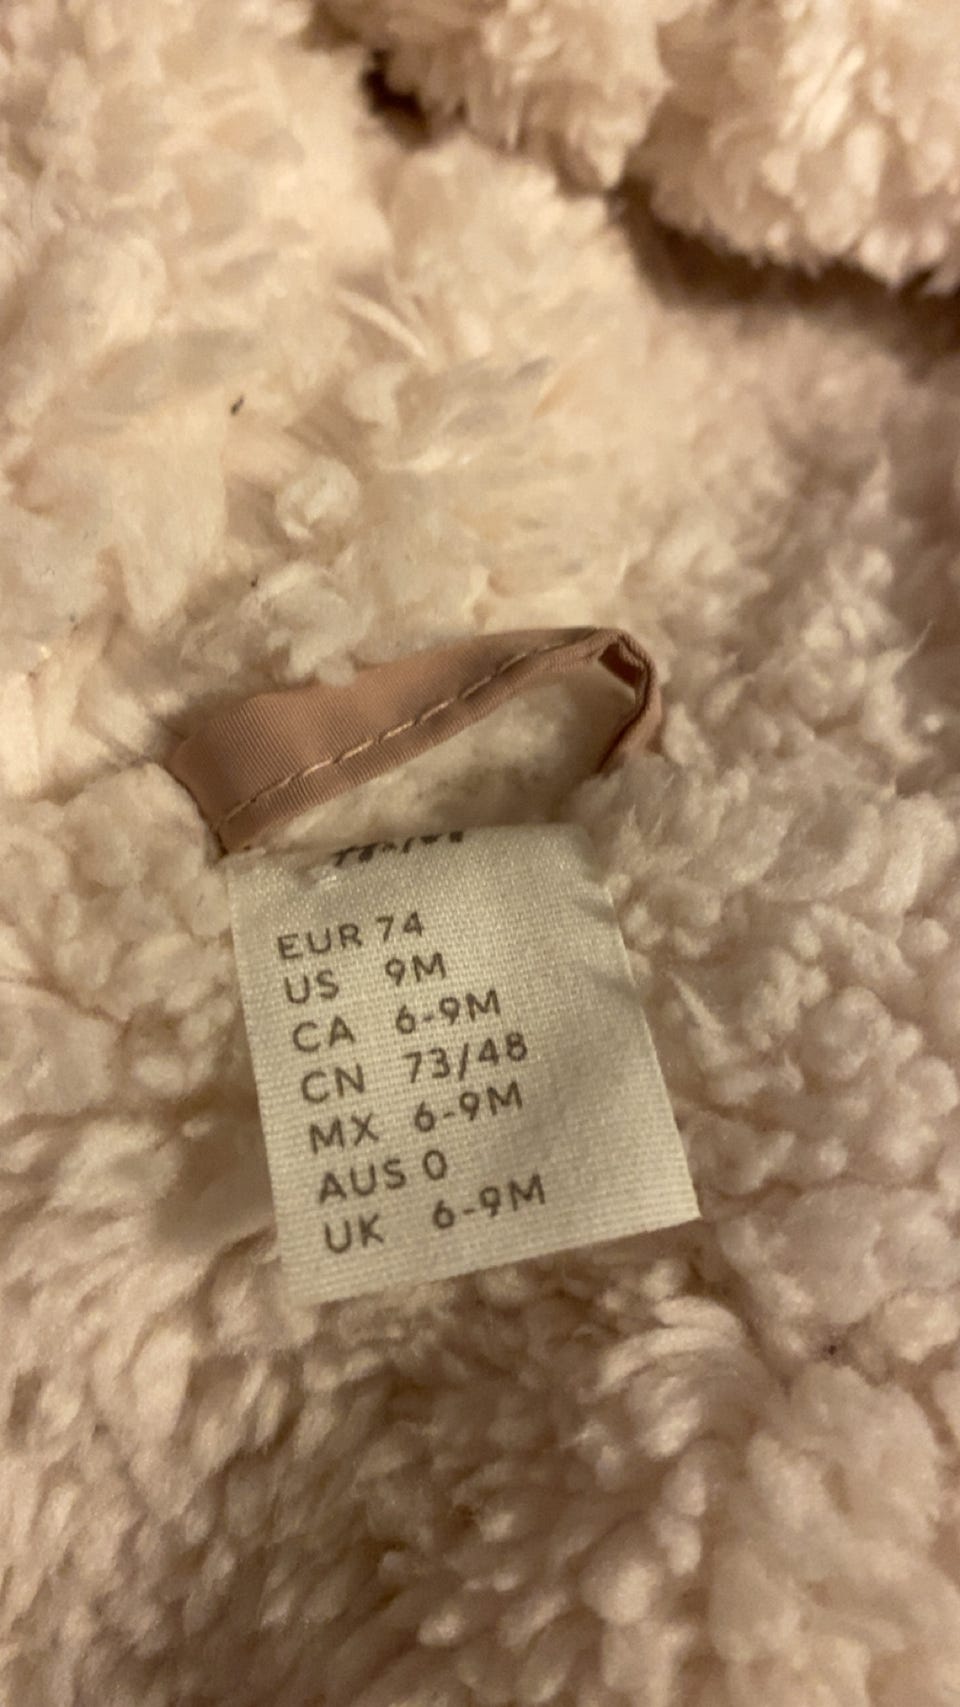 EUR 74
US 9M
CA 6-9M
CN 73/48
MX 6-9M
AUS 0
UK 6-9M